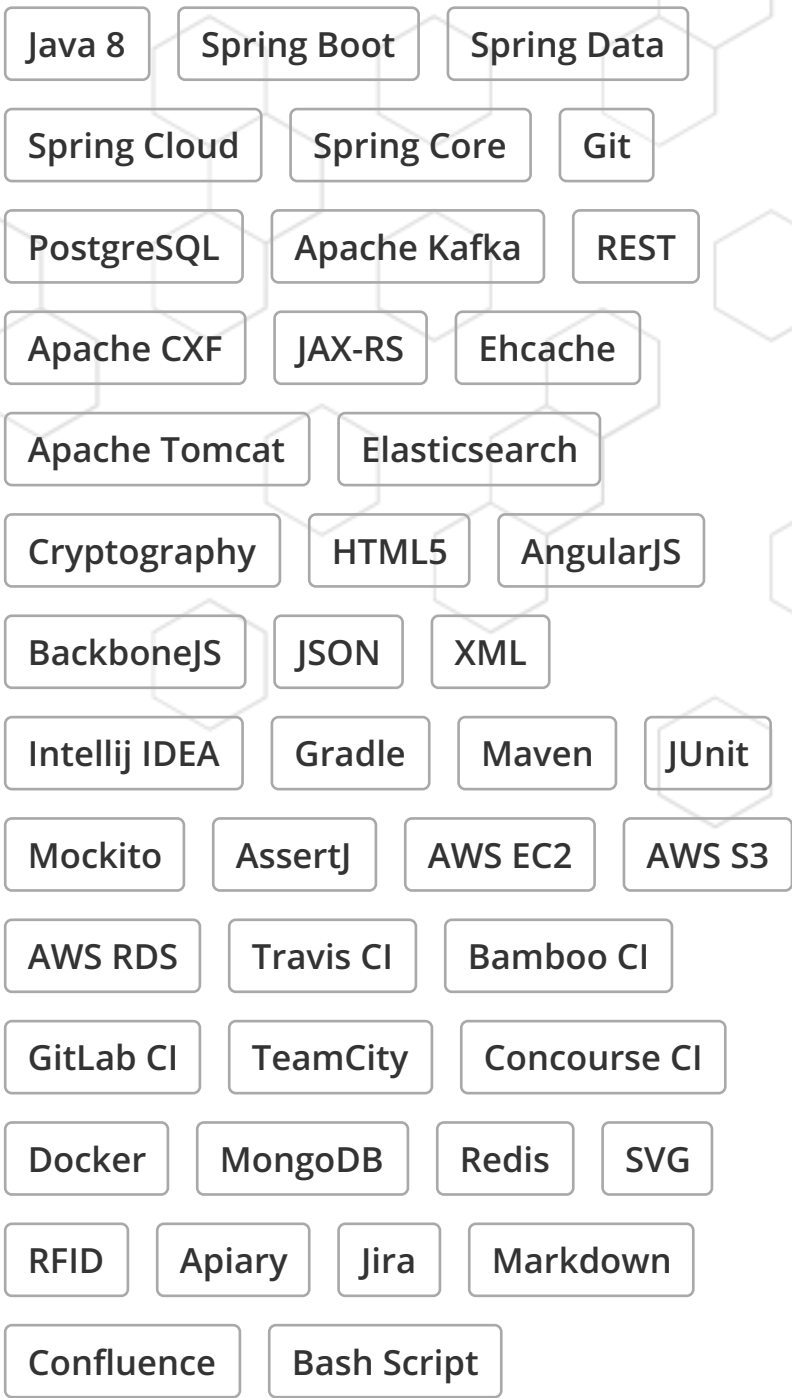 Java 8 Spring Boot Spring Data
Spring Cloud Spring Core Git
PostgreSQL Apache Kafka REST
Apache CXF JAX-RS Ehcache
Apache Tomcat Elasticsearch
Cryptography HTML5 AngularJS
BackboneJS JSON XML
Intellij IDEA Gradle Maven JUnit
Mockito AssertJ AWS EC2 AWS S3
AWS RDS Travis CI Bamboo CI
GitLab CI TeamCity Concourse CI
Docker MongoDB Redis SVG
RFID Apiary Jira Markdown
Confluence Bash Script